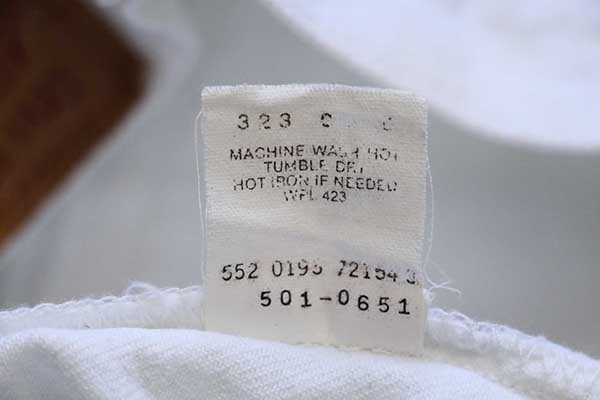 323
MACHINE WASH HOT
TUMBLE DRY
HOT IRON IF NEEDED
WPL 423
552 0195 72154 3
501-0651